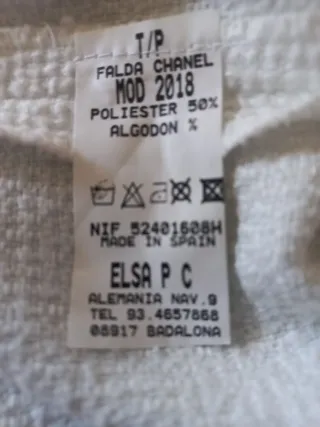 T/P
FALDA CHANEL
MOD 2018
POLIESTER 50%
ALGODON %
NIF 52401608H
MADE IN SPAIN
ELSA P C
ALEMANIA NAV.9
TEL 93.4657868
08917 BADALONA